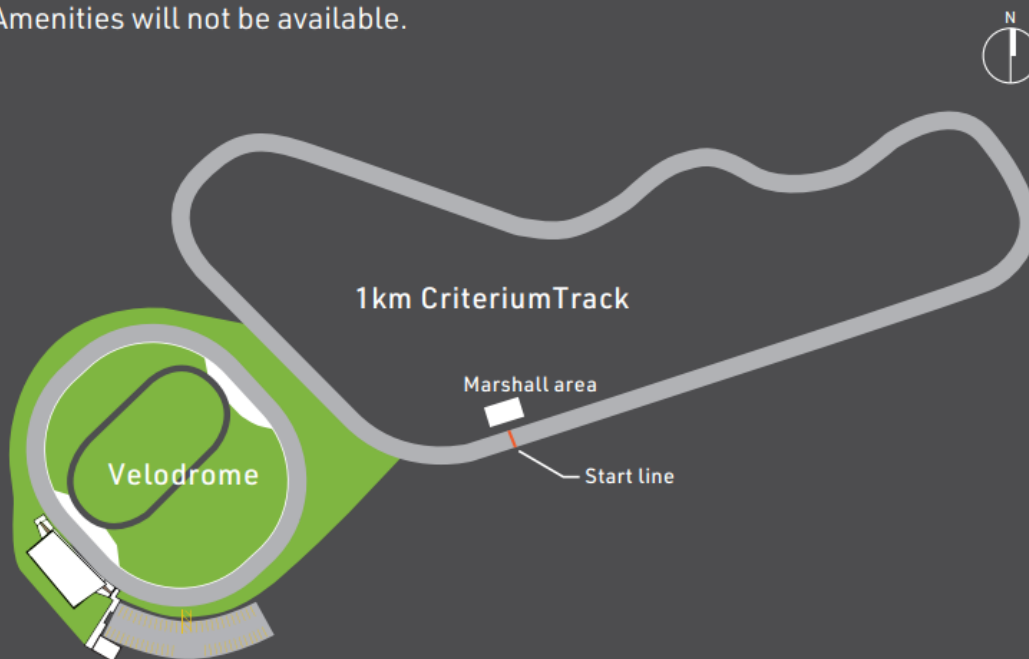 Amenities will not be available.
N
1km CriteriumTrack
Marshall area
Start line
Velodrome